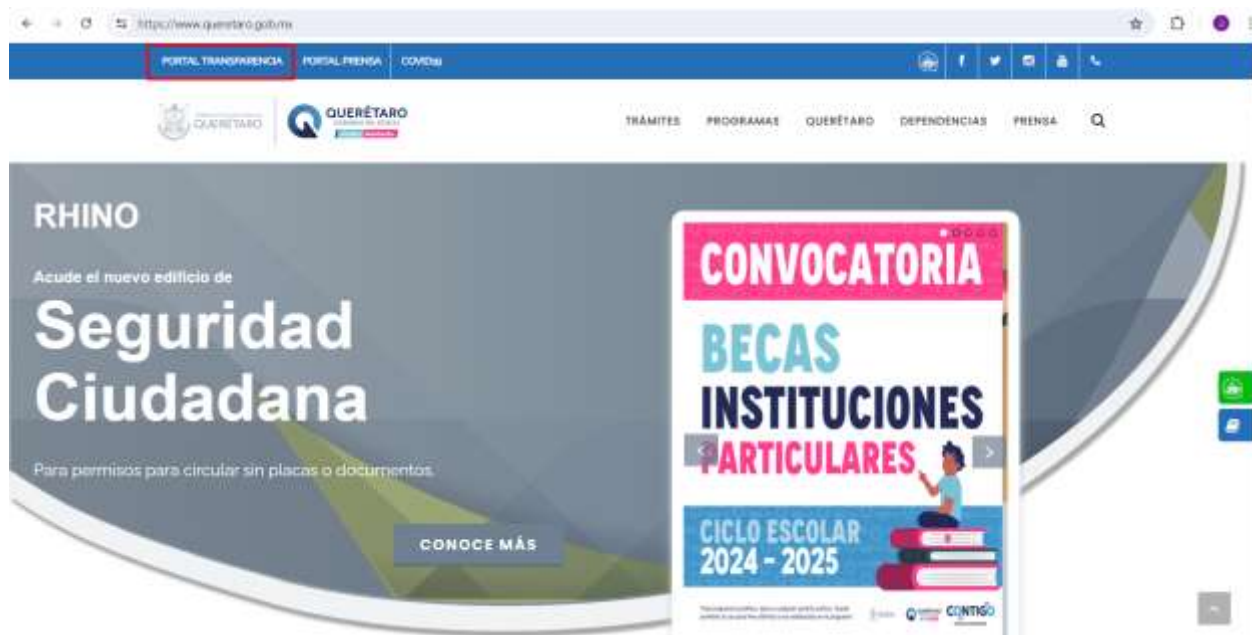 https://www.queretaro.gob.mx
PORTAL TRANSPARENCIA PORTAL PRENSA COVID19
QUERÉTARO QUERÉTARO
TRÁMITES PROGRAMAS QUERÉTARO DEPENDENCIAS PRENSA
RHINO
Acude el nuevo edificio de
Seguridad
Ciudadana
Para permisos para circular sin placas o documentos.
CONOCE MÁS
CONVOCATORIA
BECAS
INSTITUCIONES
PARTICULARES
CICLO ESCOLAR
2024 - 2025
CONTIGO